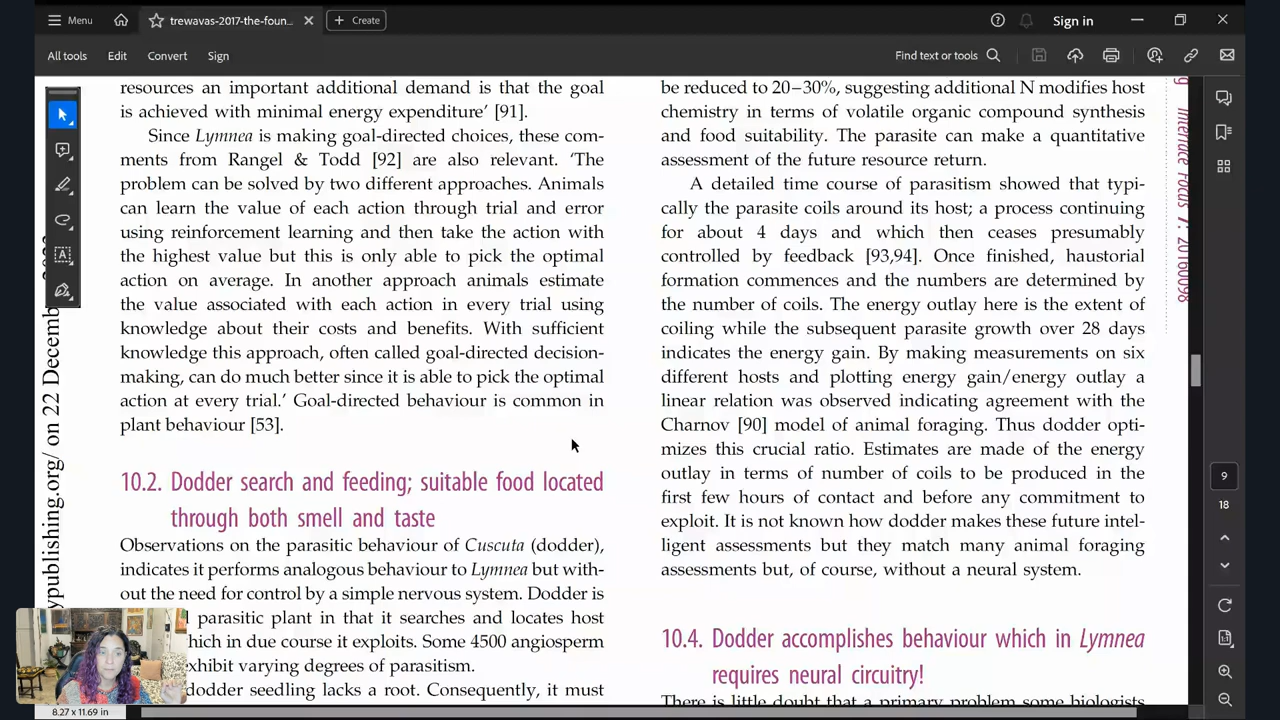 Menu
trewavas-2017-the-foun...
Create
Sign in
All tools
Edit
Convert
Sign
Find text or tools
resources an important additional demand is that the goal
is achieved with minimal energy expenditure' [91].
Since Lymnea is making goal-directed choices, these com-
ments from Rangel & Todd [92] are also relevant. 'The
problem can be solved by two different approaches. Animals
can learn the value of each action through trial and error
using reinforcement learning and then take the action with
the highest value but this is only able to pick the optimal
action on average. In another approach animals estimate
the value associated with each action in every trial using
knowledge about their costs and benefits. With sufficient
knowledge this approach, often called goal-directed decision-
making, can do much better since it is able to pick the optimal
action at every trial.' Goal-directed behaviour is common in
plant behaviour [53].
10.2. Dodder search and feeding; suitable food located
through both smell and taste
Observations on the parasitic behaviour of Cuscuta (dodder),
indicates it performs analogous behaviour to Lymnea but with-
out the need for control by a simple nervous system. Dodder is
parasitic plant in that it searches and locates host
hich in due course it exploits. Some 4500 angiosperm
xhibit varying degrees of parasitism.
dodder seedling lacks a root. Consequently, it must
be reduced to 20–30%, suggesting additional N modifies host
chemistry in terms of volatile organic compound synthesis
and food suitability. The parasite can make a quantitative
assessment of the future resource return.
A detailed time course of parasitism showed that typi-
cally the parasite coils around its host; a process continuing
for about 4 days and which then ceases presumably
controlled by feedback [93,94]. Once finished, haustorial
formation commences and the numbers are determined by
the number of coils. The energy outlay here is the extent of
coiling while the subsequent parasite growth over 28 days
indicates the energy gain. By making measurements on six
different hosts and plotting energy gain/energy outlay a
linear relation was observed indicating agreement with the
Charnov [90] model of animal foraging. Thus dodder opti-
mizes this crucial ratio. Estimates are made of the energy
outlay in terms of number of coils to be produced in the
first few hours of contact and before any commitment to
exploit. It is not known how dodder makes these future intel-
ligent assessments but they match many animal foraging
assessments but, of course, without a neural system.
10.4. Dodder accomplishes behaviour which in Lymnea
requires neural circuitry!
There is little doubt that a primary problem some biologists
ypublishing.org/ on 22 Decemb
g Interface Focus 7: 20160098
9
18
8.27 x 11.69 in